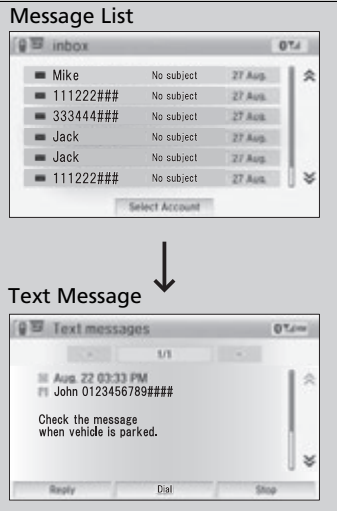 Message List
inbox
Mike No subject 27 Aug.
111222### No subject 27 Aug.
333444### No subject 27 Aug.
Jack No subject 27 Aug.
Jack No subject 27 Aug.
111222### No subject 27 Aug.
Select Account
Text Message
Text messages
1/1
Aug. 22 03:33 PM
John 0123456789####
Check the message
when vehicle is parked.
Reply Dial Stop